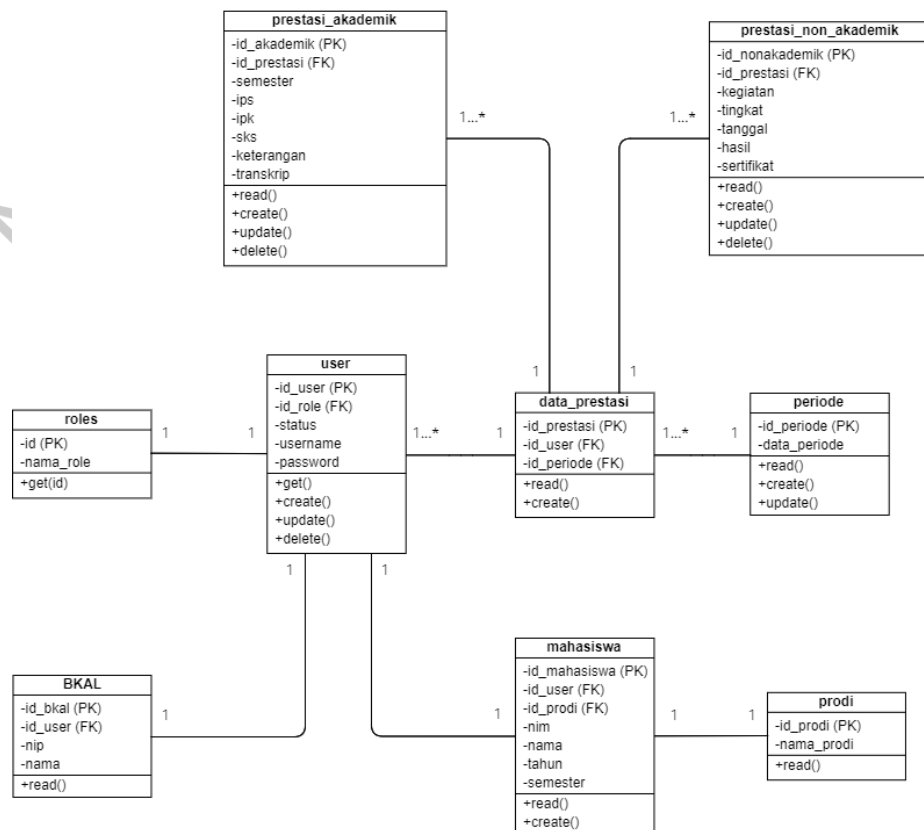 prestasi_akademik
-id_akademik (PK)
-id_prestasi (FK)
-semester
-ips
-ipk
-sks
-keterangan
-transkrip
+read()
+create()
+update()
+delete()
prestasi_non_akademik
-id_nonakademik (PK)
-id_prestasi (FK)
-kegiatan
-tingkat
-tanggal
-hasil
-sertifikat
+read()
+create()
+update()
+delete()
1...*
1...*
1
1
roles
-id (PK)
-nama_role
+get(id)
1
1
user
-id_user (PK)
-id_role (FK)
-status
-username
-password
+get()
+create()
+update()
+delete()
1...*
1
data_prestasi
-id_prestasi (PK)
-id_user (FK)
-id_periode (FK)
+read()
+create()
1...*
1
periode
-id_periode (PK)
-data_periode
+read()
+create()
+update()
1
1
BKAL
-id_bkal (PK)
-id_user (FK)
-nip
-nama
+read()
1
1
mahasiswa
-id_mahasiswa (PK)
-id_user (FK)
-id_prodi (FK)
-nim
-nama
-tahun
-semester
+read()
+create()
1
1
prodi
-id_prodi (PK)
-nama_prodi
+read()